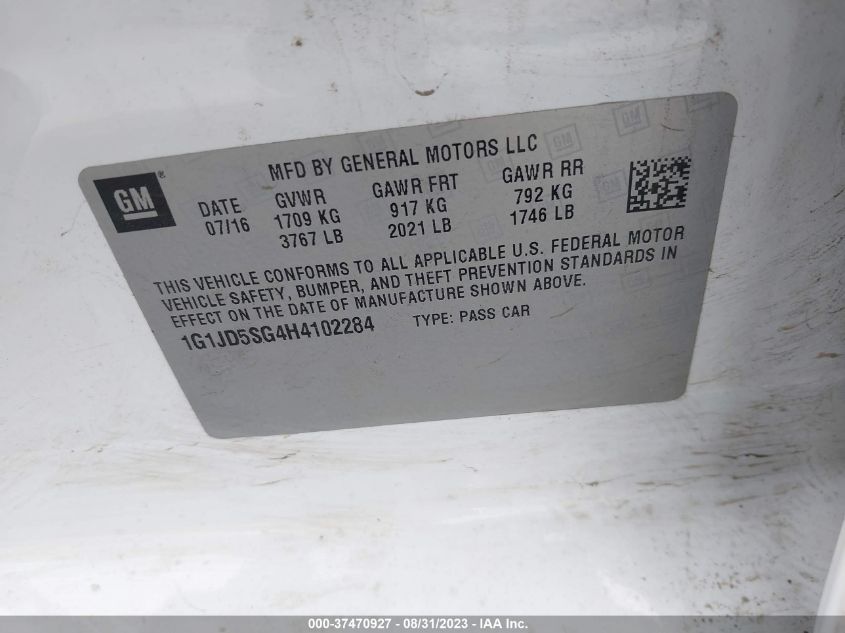 MFD BY GENERAL MOTORS LLC
GM ®
DATE GVWR GAWR FRT GAWR RR
07/16 1709 KG 917 KG 792 KG
3767 LB 2021 LB 1746 LB
THIS VEHICLE CONFORMS TO ALL APPLICABLE U.S. FEDERAL MOTOR
VEHICLE SAFETY, BUMPER, AND THEFT PREVENTION STANDARDS IN
EFFECT ON THE DATE OF MANUFACTURE SHOWN ABOVE.
1G1JD5SG4H4102284 TYPE: PASS CAR
000-37470927 - 08/31/2023 - IAA Inc.